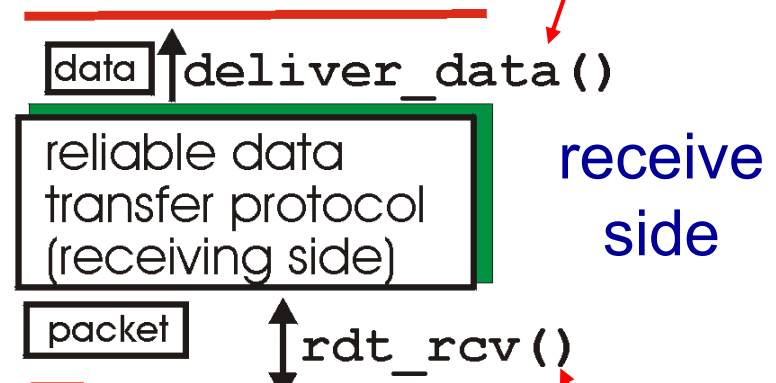 data deliver_data()
reliable data
transfer protocol
(receiving side)
receive
side
packet rdt_rcv()